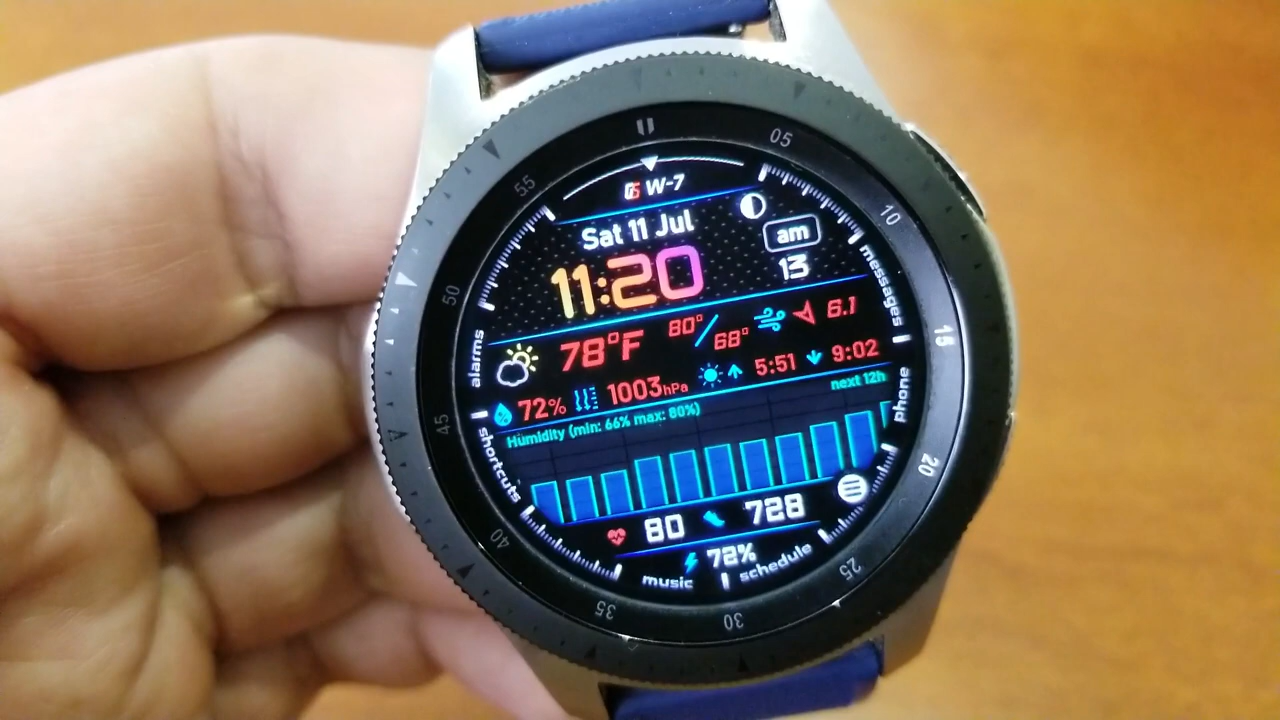 05
10
15
20
25
30
35
40
45
50
55
GS W-7
Sat 11 Jul
am
11:20
13
messages
alarms
78°F
80°/68°
6.1
72%
1003hPa
5:51
9:02
Humidity (min: 66% max: 80%)
next 12h
phone
shortcuts
80
728
72%
music
schedule